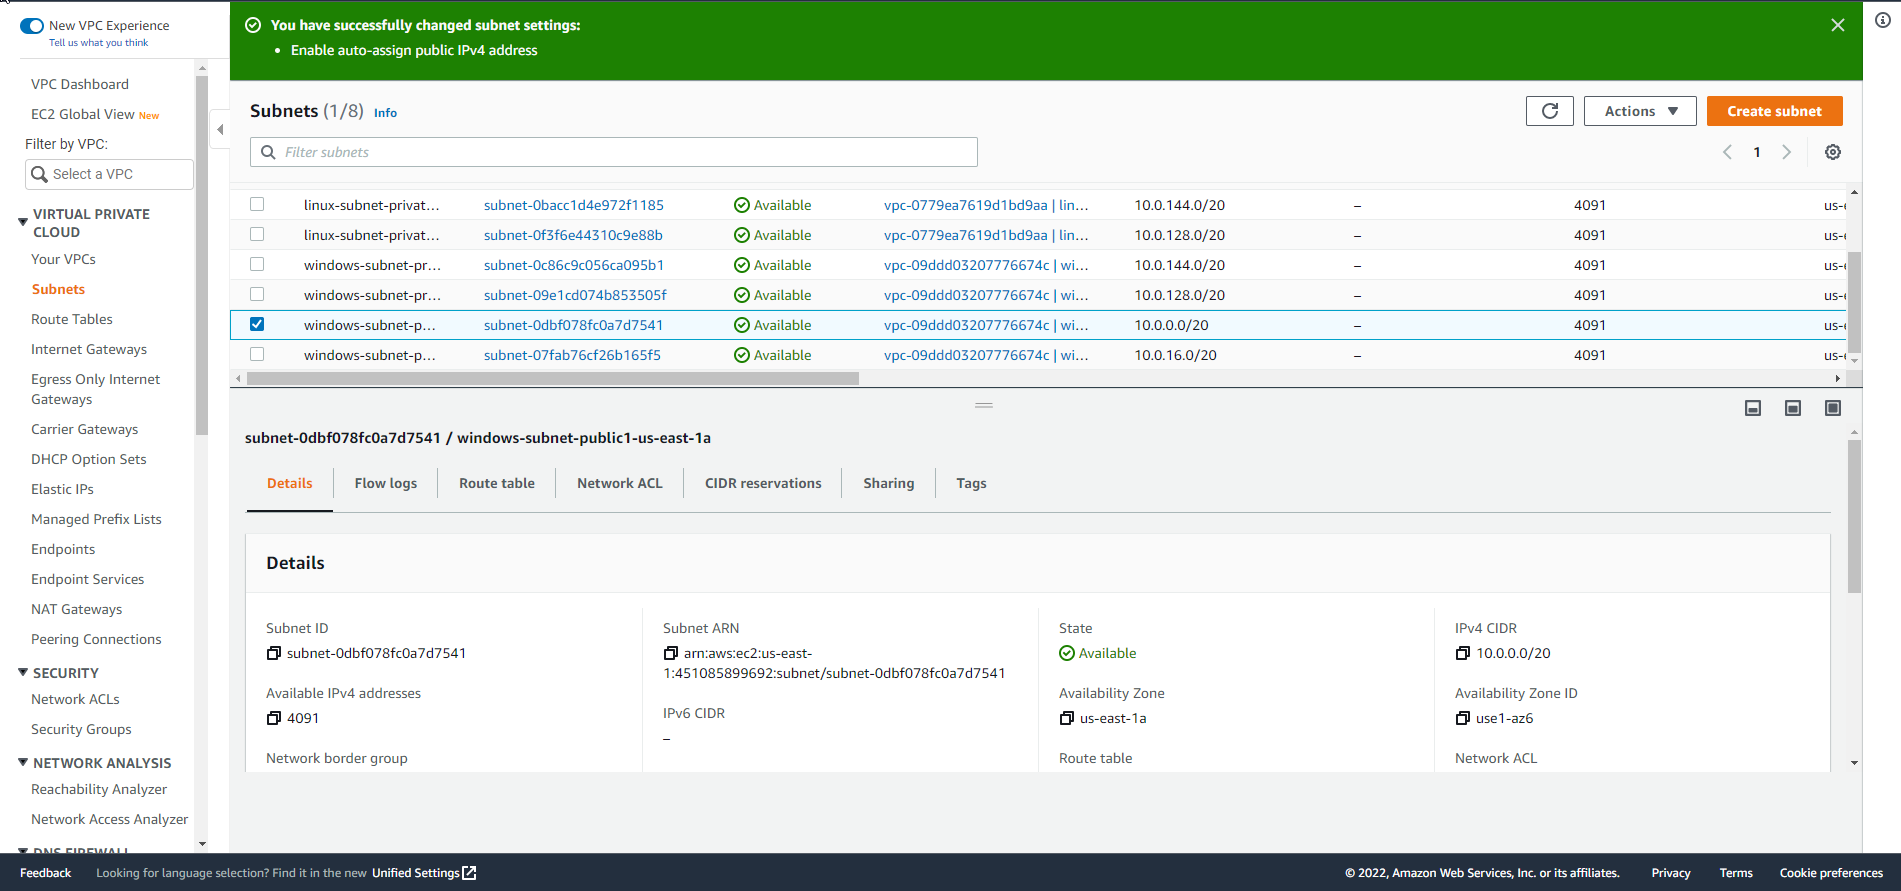 New VPC Experience
Tell us what you think
VPC Dashboard
EC2 Global View New
Filter by VPC:
Select a VPC
VIRTUAL PRIVATE
CLOUD
Your VPCs
Subnets
Route Tables
Internet Gateways
Egress Only Internet
Gateways
Carrier Gateways
DHCP Option Sets
Elastic IPs
Managed Prefix Lists
Endpoints
Endpoint Services
NAT Gateways
Peering Connections
SECURITY
Network ACLs
Security Groups
NETWORK ANALYSIS
Reachability Analyzer
Network Access Analyzer
DNS FIREWALL
You have successfully changed subnet settings:
• Enable auto-assign public IPv4 address
Subnets (1/8) Info
Actions
Create subnet
Filter subnets
1
linux-subnet-privat... subnet-0bacc1d4e972f1185 Available vpc-0779ea7619d1bd9aa | lin... 10.0.144.0/20 – 4091 us-e
linux-subnet-privat... subnet-0f3f6e44310c9e88b Available vpc-0779ea7619d1bd9aa | lin... 10.0.128.0/20 – 4091 us-e
windows-subnet-pr... subnet-0c86c9c056ca095b1 Available vpc-09ddd03207776674c | wi... 10.0.144.0/20 – 4091 us-e
windows-subnet-pr... subnet-09e1cd074b853505f Available vpc-09ddd03207776674c | wi... 10.0.128.0/20 – 4091 us-e
windows-subnet-p... subnet-0dbf078fc0a7d7541 Available vpc-09ddd03207776674c | wi... 10.0.0.0/20 – 4091 us-e
windows-subnet-p... subnet-07fab76cf26b165f5 Available vpc-09ddd03207776674c | wi... 10.0.16.0/20 – 4091 us-e
subnet-0dbf078fc0a7d7541 / windows-subnet-public1-us-east-1a
Details Flow logs Route table Network ACL CIDR reservations Sharing Tags
Details
Subnet ID
subnet-0dbf078fc0a7d7541
Available IPv4 addresses
4091
Network border group
Subnet ARN
arn:aws:ec2:us-east-
1:451085899692:subnet/subnet-0dbf078fc0a7d7541
IPv6 CIDR
–
State
Available
Availability Zone
us-east-1a
Route table
IPv4 CIDR
10.0.0.0/20
Availability Zone ID
use1-az6
Network ACL
Feedback Looking for language selection? Find it in the new Unified Settings © 2022, Amazon Web Services, Inc. or its affiliates. Privacy Terms Cookie preferences